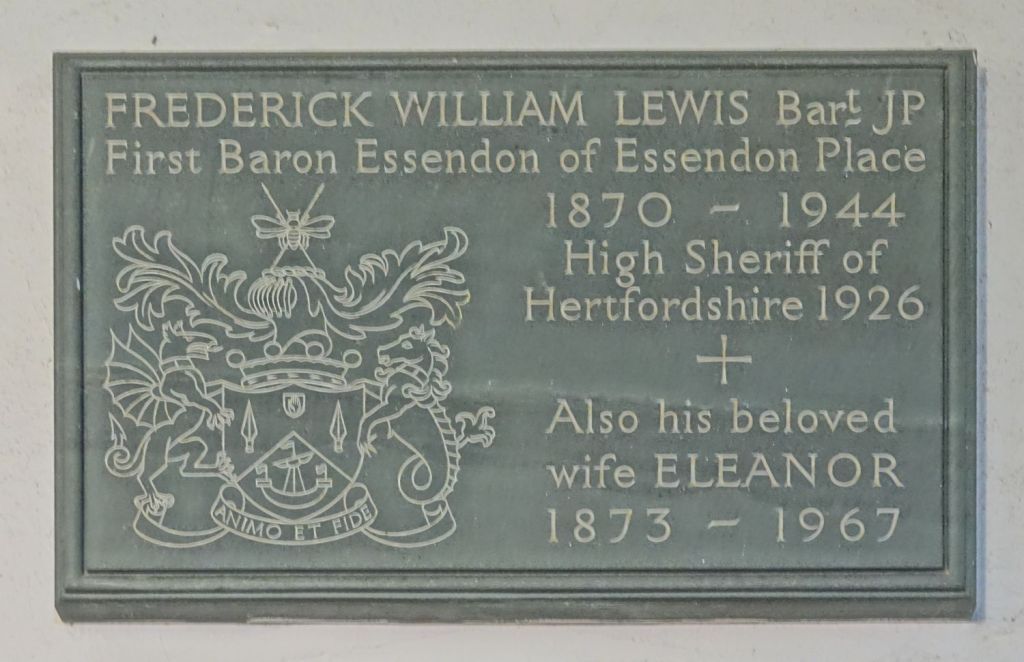 FREDERICK WILLIAM LEWIS Bart JP
First Baron Essendon of Essendon Place
1870 – 1944
High Sheriff of
Hertfordshire 1926
Also his beloved
wife ELEANOR
1873 – 1967
ANIMO ET FIDE